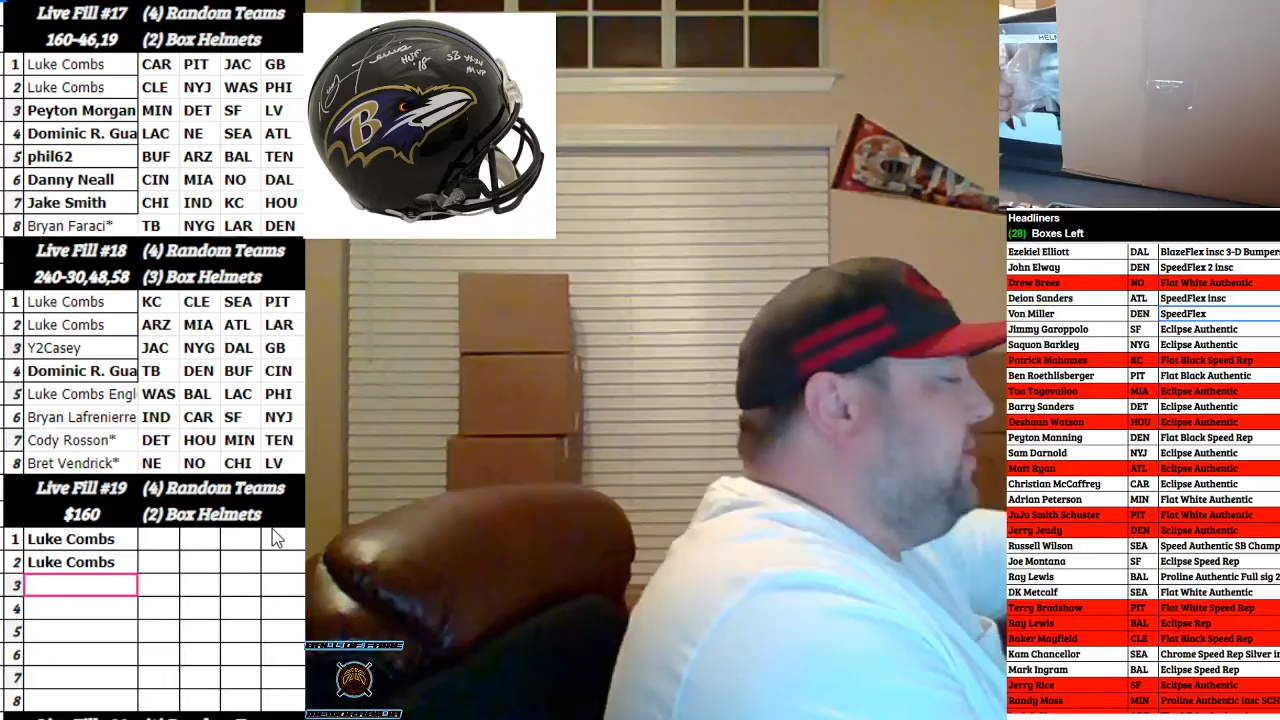 Live Fill #17 (4) Random Teams
160-46,19 (2) Box Helmets
1 Luke Combs CAR PIT JAC GB
2 Luke Combs CLE NYJ WAS PHI
3 Peyton Morgan MIN DET SF LV
4 Dominic R. Gua LAC NE SEA ATL
5 phil62 BUF ARZ BAL TEN
6 Danny Neall CIN MIA NO DAL
7 Jake Smith CHI IND KC HOU
8 Bryan Faraci* TB NYG LAR DEN
Live Fill #18 (4) Random Teams
240-30,48,58 (3) Box Helmets
1 Luke Combs KC CLE SEA PIT
2 Luke Combs ARZ MIA ATL LAR
3 Y2Casey JAC NYG DAL GB
4 Dominic R. Gua TB DEN BUF CIN
5 Luke Combs Engl WAS BAL LAC PHI
6 Bryan Lafrenierre IND CAR SF NYJ
7 Cody Rosson* DET HOU MIN TEN
8 Bret Vendrick* NE NO CHI LV
Live Fill #19 (4) Random Teams
$160 (2) Box Helmets
1 Luke Combs
2 Luke Combs
3
4
5
6
7
8
HOF '18
MVP
B
BALL OF FAME
MEMORABILIA
HELM
Headliners
(28) Boxes Left
Ezekiel Elliott DAL BlazeFlex insc 3-D Bumper
John Elway DEN SpeedFlex 2 insc
Drew Brees NO Flat White Authentic
Deion Sanders ATL SpeedFlex insc
Von Miller DEN SpeedFlex
Jimmy Garoppolo SF Eclipse Authentic
Saquon Barkley NYG Eclipse Authentic
Patrick Mahomes KC Flat Black Speed Rep
Ben Roethlisberger PIT Flat Black Authentic
Tua Tagovailoa MIA Eclipse Authentic
Barry Sanders DET Eclipse Authentic
Deshaun Watson HOU Eclipse Authentic
Peyton Manning DEN Flat Black Speed Rep
Sam Darnold NYJ Eclipse Authentic
Matt Ryan ATL Eclipse Authentic
Christian McCaffrey CAR Eclipse Authentic
Adrian Peterson MIN Flat White Authentic
JuJu Smith Schuster PIT Flat White Authentic
Jerry Jeudy DEN Eclipse Authentic
Russell Wilson SEA Speed Authentic SB Champ
Joe Montana SF Eclipse Speed Rep
Ray Lewis BAL Proline Authentic Full sig 2
DK Metcalf SEA Flat White Authentic
Terry Bradshaw PIT Flat White Speed Rep
Ray Lewis BAL Eclipse Rep
Baker Mayfield CLE Flat Black Speed Rep
Kam Chancellor SEA Chrome Speed Rep Silver in
Mark Ingram BAL Eclipse Speed Rep
Jerry Rice SF Eclipse Authentic
Randy Moss MIN Proline Authentic insc SCH